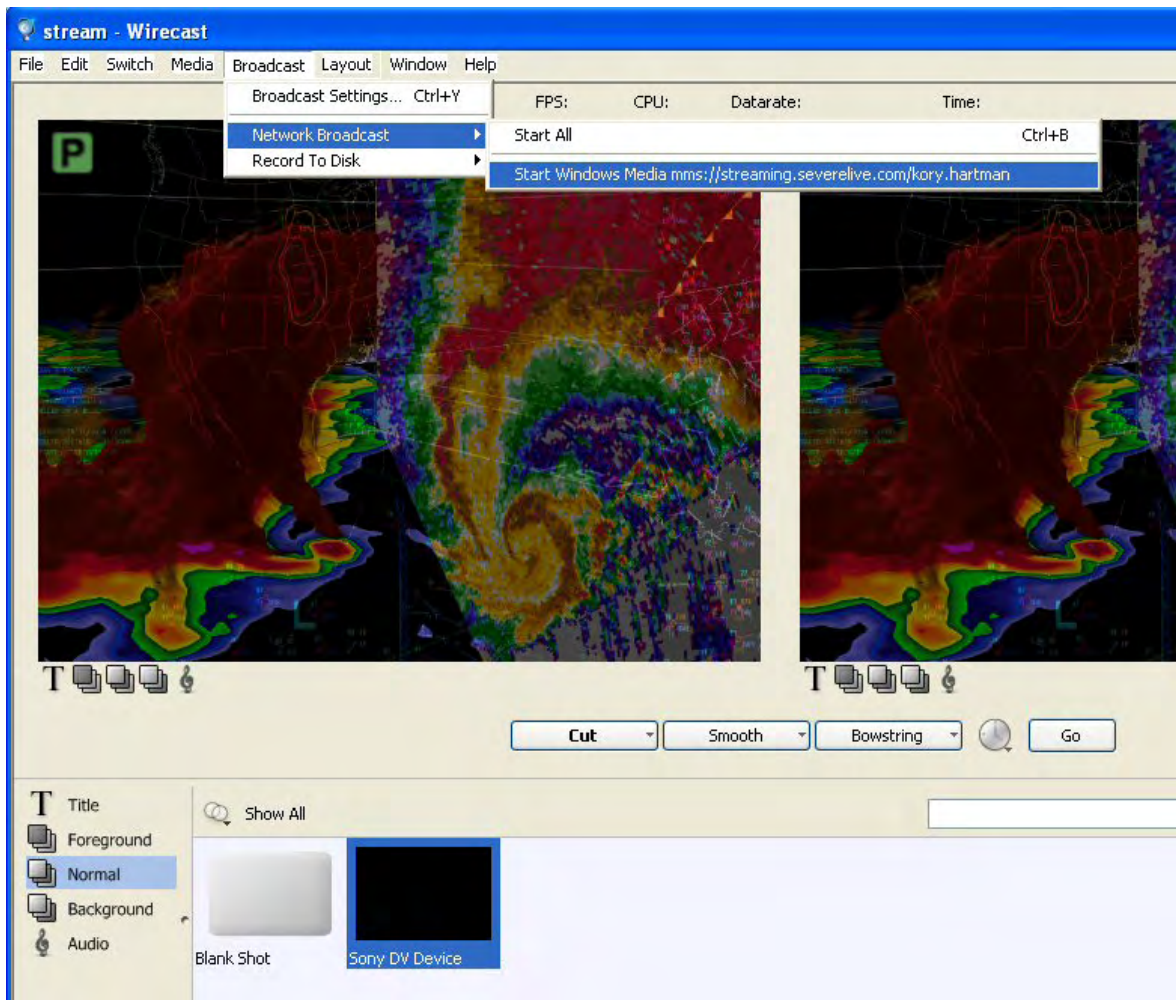 stream - Wirecast
File Edit Switch Media Broadcast Layout Window Help
Broadcast Settings... Ctrl+Y
FPS: CPU: Datarate: Time:
Network Broadcast
Start All Ctrl+B
Record To Disk
Start Windows Media mms://streaming.severelive.com/kory.hartman
P
T
T
Cut Smooth Bowstring Go
T Title
Show All
Foreground
Normal
Background
Audio
Blank Shot
Sony DV Device